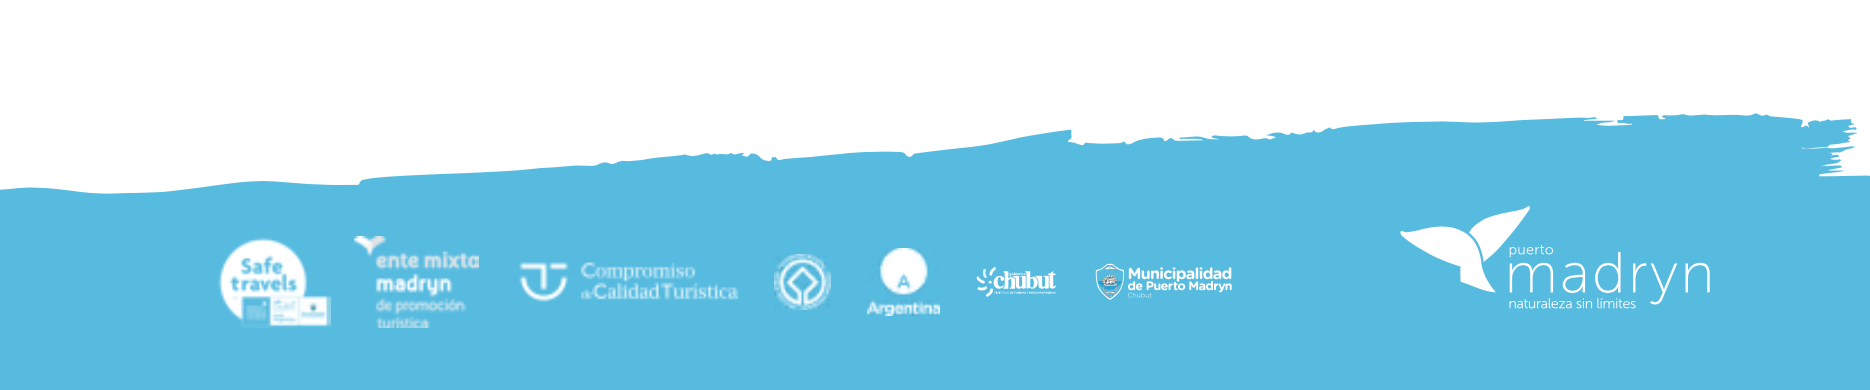 Safe
travels
ente mixto
madryn
de promoción
turística
Compromiso
de Calidad Turística
A
Argentina
chubut
Municipalidad
de Puerto Madryn
Chubut
puerto
madryn
naturaleza sin límites